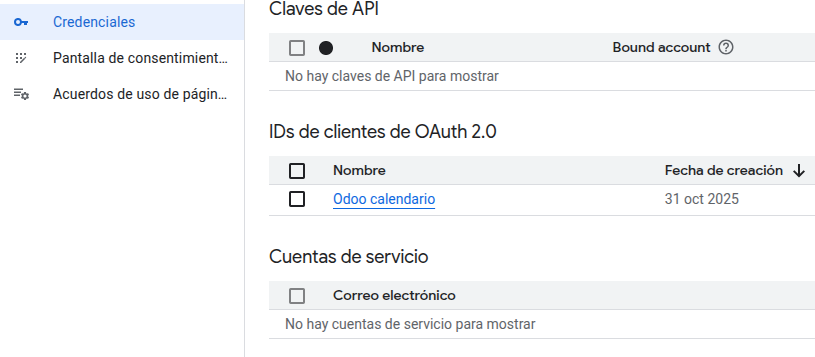 Credenciales
Pantalla de consentimient...
Acuerdos de uso de págin...
Claves de API
Nombre Bound account
No hay claves de API para mostrar
IDs de clientes de OAuth 2.0
Nombre Fecha de creación
Odoo calendario 31 oct 2025
Cuentas de servicio
Correo electrónico
No hay cuentas de servicio para mostrar